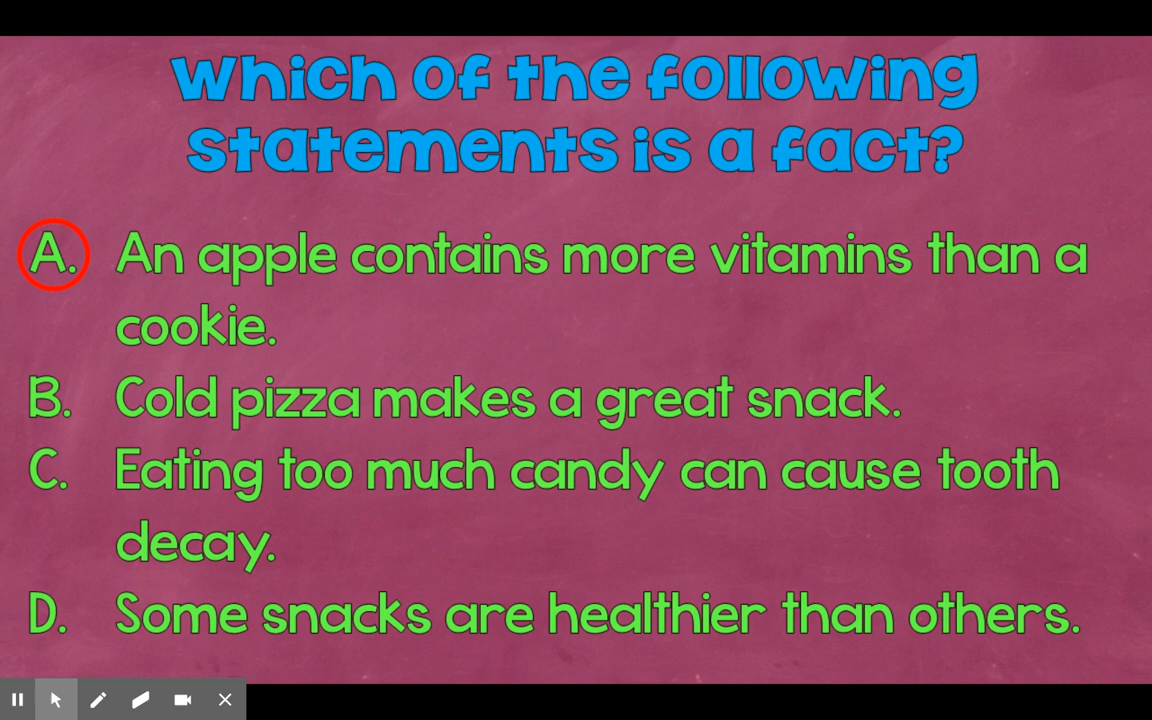 Which of the following
statements is a fact?
A. An apple contains more vitamins than a
cookie.
B. Cold pizza makes a great snack.
C. Eating too much candy can cause tooth
decay.
D. Some snacks are healthier than others.